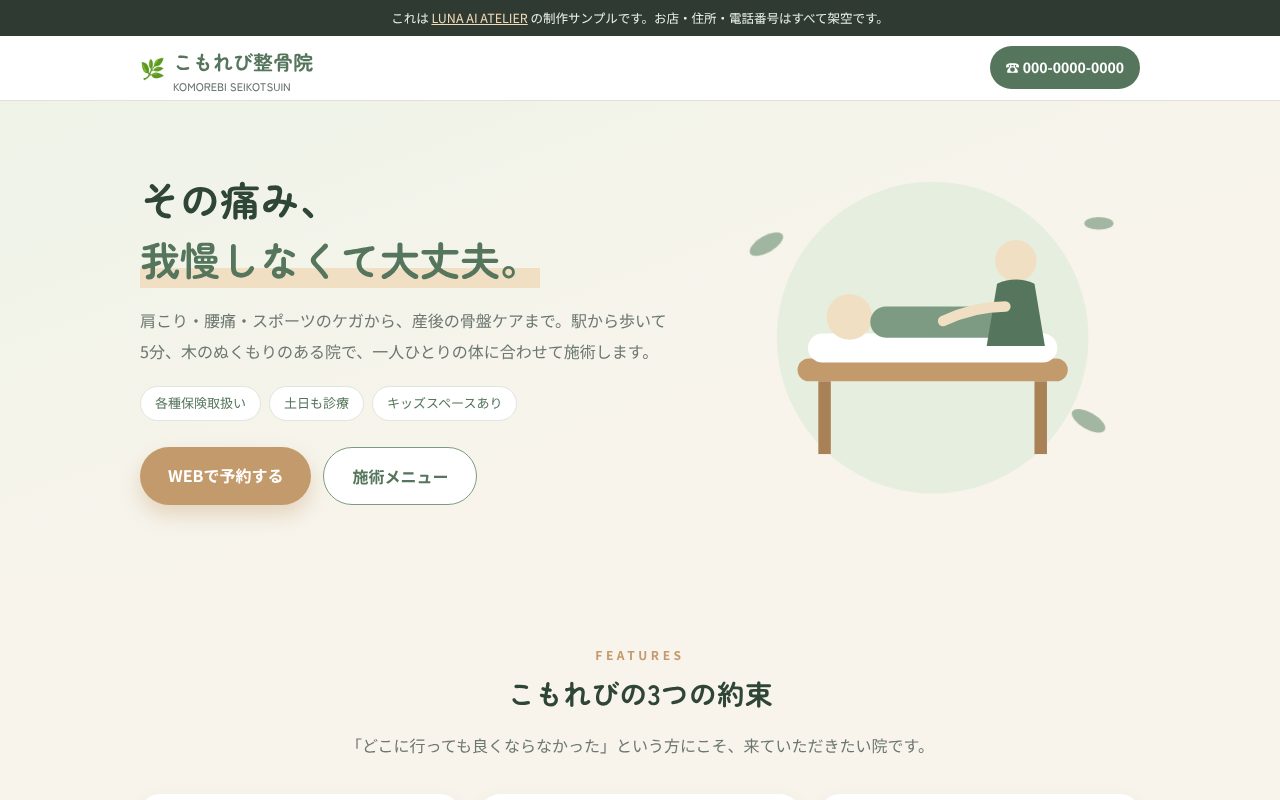 これは LUNA AI ATELIER の制作サンプルです。お店・住所・電話番号はすべて架空です。
🌿 こもれび整骨院
KOMOREBI SEIKOTSUIN
☎ 000-0000-0000
その痛み、
我慢しなくて大丈夫。
肩こり・腰痛・スポーツのケガから、産後の骨盤ケアまで。駅から歩いて
5分、木のぬくもりのある院で、一人ひとりの体に合わせて施術します。
各種保険取扱い
土日も診療
キッズスペースあり
WEBで予約する
施術メニュー
FEATURES
こもれびの3つの約束
「どこに行っても良くならなかった」という方にこそ、来ていただきたい院です。